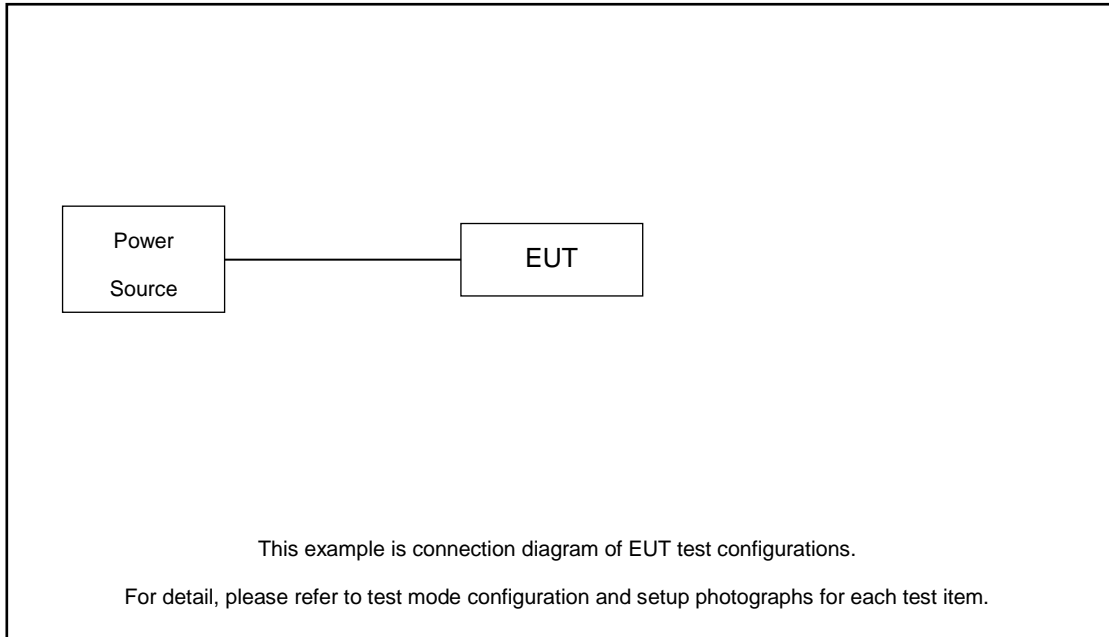 Power
Source
EUT
This example is connection diagram of EUT test configurations.
For detail, please refer to test mode configuration and setup photographs for each test item.